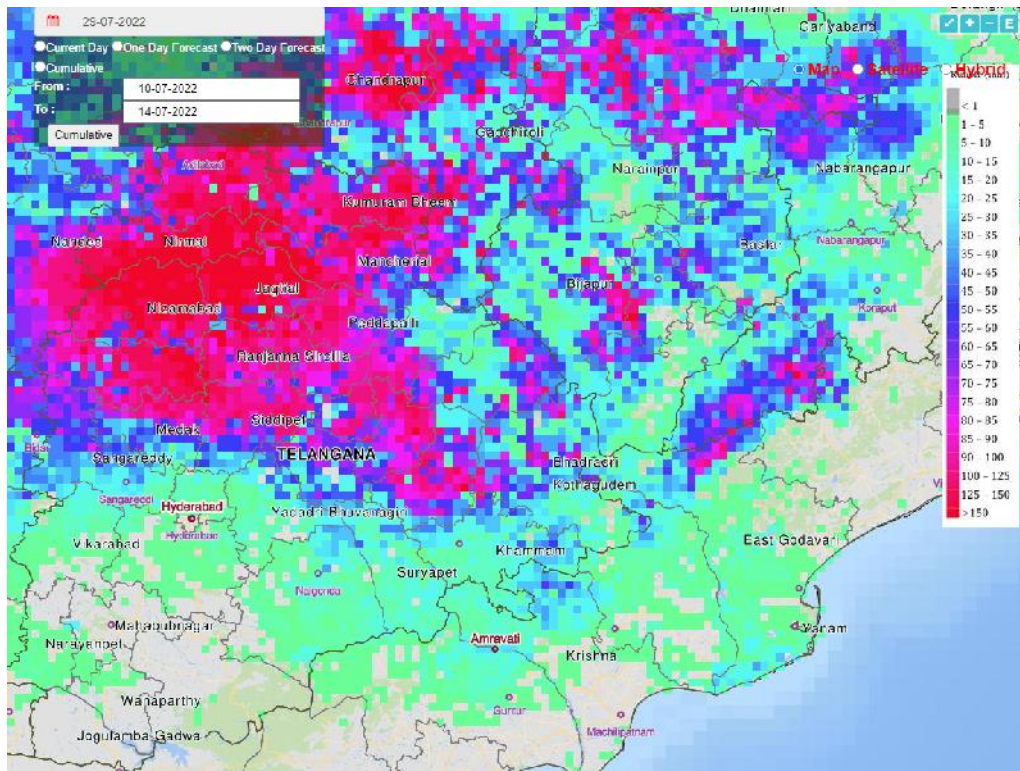 29-07-2022
Current Day One Day Forecast Two Day Forecast
Cumulative
From : 10-07-2022
To : 14-07-2022
Cumulative
Map Satellite Hybrid
E
< 1
1 – 5
5 – 10
10 – 15
15 – 20
20 – 25
25 – 30
30 – 35
35 – 40
40 – 45
45 – 50
50 – 55
55 – 60
60 – 65
65 – 70
70 – 75
75 – 80
80 – 85
85 – 90
90 – 100
100 – 125
125 – 150
>150
Gariyaband
Chandrapur
Gadchiroli
Adilabad
Narainpur
Nabarangapur
Kumuram Bheem
Nanded
Nirmal
Bastar
Nabarangapur
Mancherial
Jagtial
Bijapur
Nizamabad
Koraput
Peddapalli
Rajanna Sircilla
Siddipet
Medak
Bidar
TELANGANA
Sangareddy
Bhadradri
Kothagudem
Sangareddi
Hyderabad
Yadadri Bhuvanagiri
Hyderabad
Vikarabad
East Godavari
Khammam
Suryapet
Nalgonda
Mahabubnagar
Yanam
Narayanpet
Amravati
Krishna
Wanaparthy
Guntur
Jogulamba Gadwa
Machilipatnam